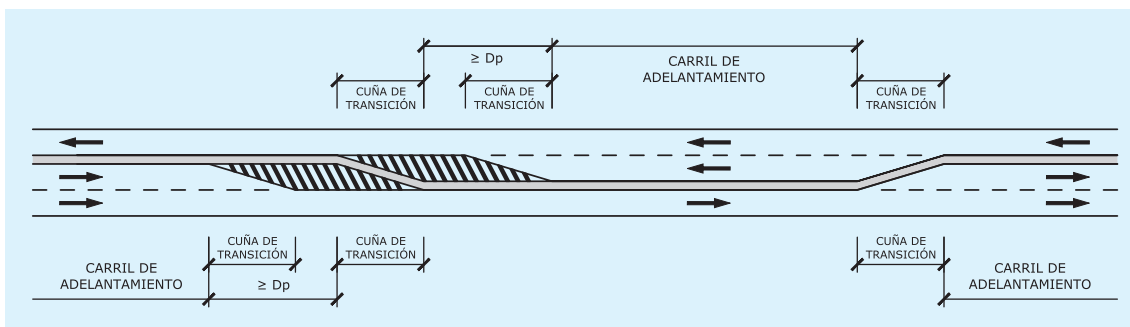 ≥ Dp
CARRIL DE
ADELANTAMIENTO
CUÑA DE
TRANSICIÓN
CUÑA DE
TRANSICIÓN
CUÑA DE
TRANSICIÓN
CUÑA DE
TRANSICIÓN
CUÑA DE
TRANSICIÓN
CUÑA DE
TRANSICIÓN
CARRIL DE
ADELANTAMIENTO
≥ Dp
CARRIL DE
ADELANTAMIENTO